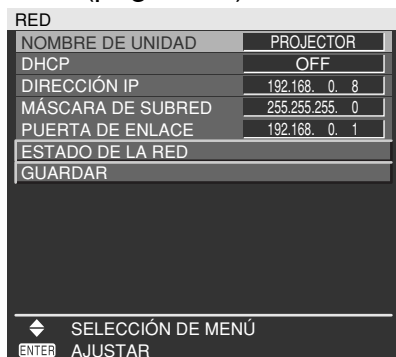 RED
NOMBRE DE UNIDAD PROJECTOR
DHCP OFF
DIRECCIÓN IP 192.168. 0. 8
MÁSCARA DE SUBRED 255.255.255. 0
PUERTA DE ENLACE 192.168. 0. 1
ESTADO DE LA RED
GUARDAR
SELECCIÓN DE MENÚ
ENTER AJUSTAR